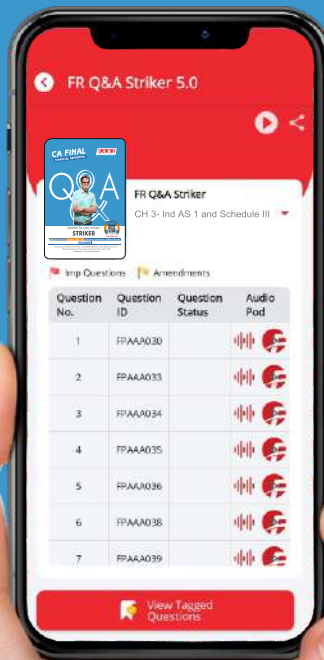 FR Q&A Striker 5.0
CA FINAL
FAST
Q&A
STRIKER
FR Q&A Striker
CH 3- Ind AS 1 and Schedule III
Imp Questions Amendments
Question No. Question ID Question Status Audio Pod
1 FPAAA030
2 FPAAA033
3 FPAAA034
4 FPAAA035
5 FPAAA036
6 FPAAA038
7 FPAAA039
View Tagged
Questions